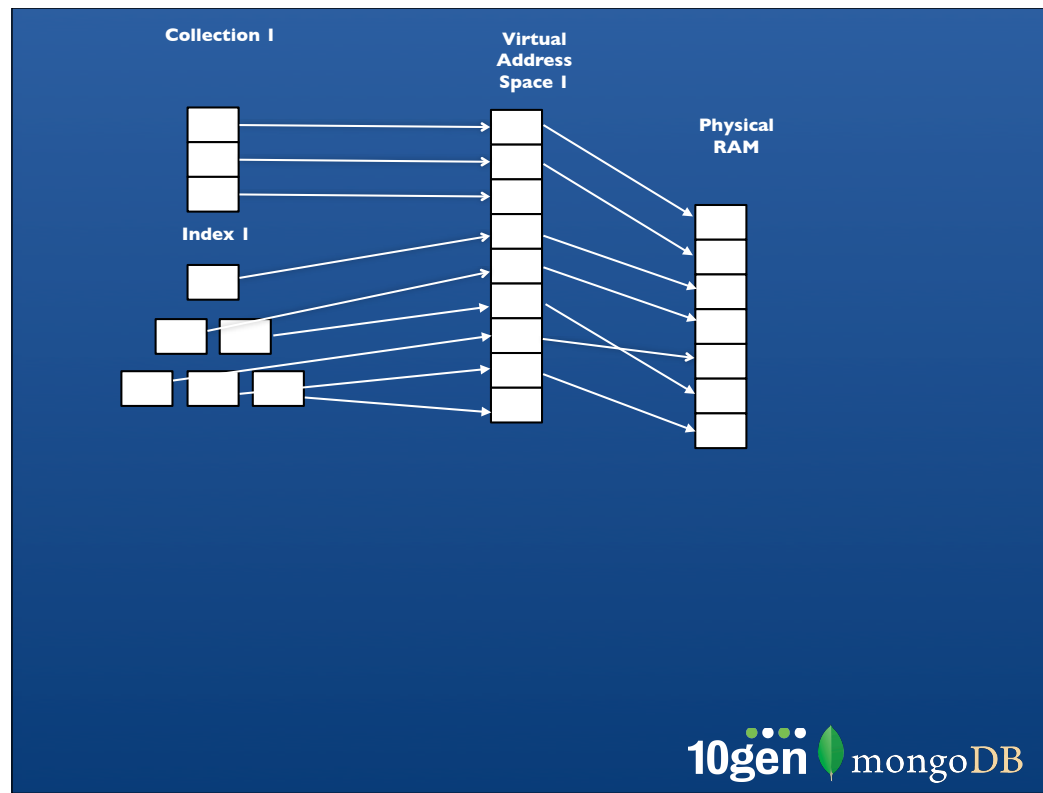 Collection 1
Virtual
Address
Space 1
Physical
RAM
Index 1
10gen mongoDB